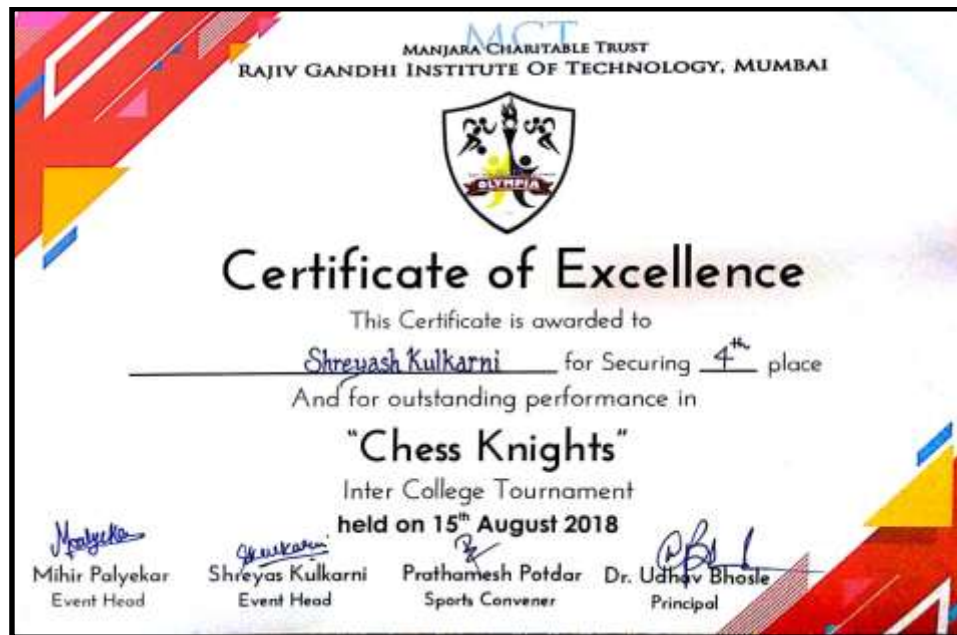 MCT
MANJARA CHARITABLE TRUST
RAJIV GANDHI INSTITUTE OF TECHNOLOGY, MUMBAI
OLYMPIA
Certificate of Excellence
This Certificate is awarded to
Shreyash Kulkarni for Securing 4th place
And for outstanding performance in
"Chess Knights"
Inter College Tournament
held on 15th August 2018
Mpalyekar Skulkarni
Mihir Palyekar Shreyas Kulkarni Prathamesh Potdar Dr. Udhav Bhosle
Event Head Event Head Sports Convener Principal